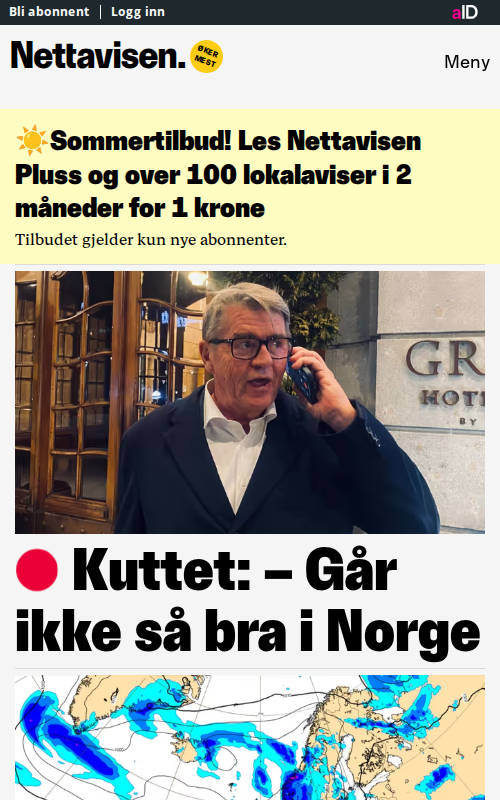 Bli abonnent | Logg inn
aID
Nettavisen. ØKER MEST
Meny
☀️Sommertilbud! Les Nettavisen
Pluss og over 100 lokalaviser i 2
måneder for 1 krone
Tilbudet gjelder kun nye abonnenter.
GR
HOT
BY
Kuttet: – Går
ikke så bra i Norge